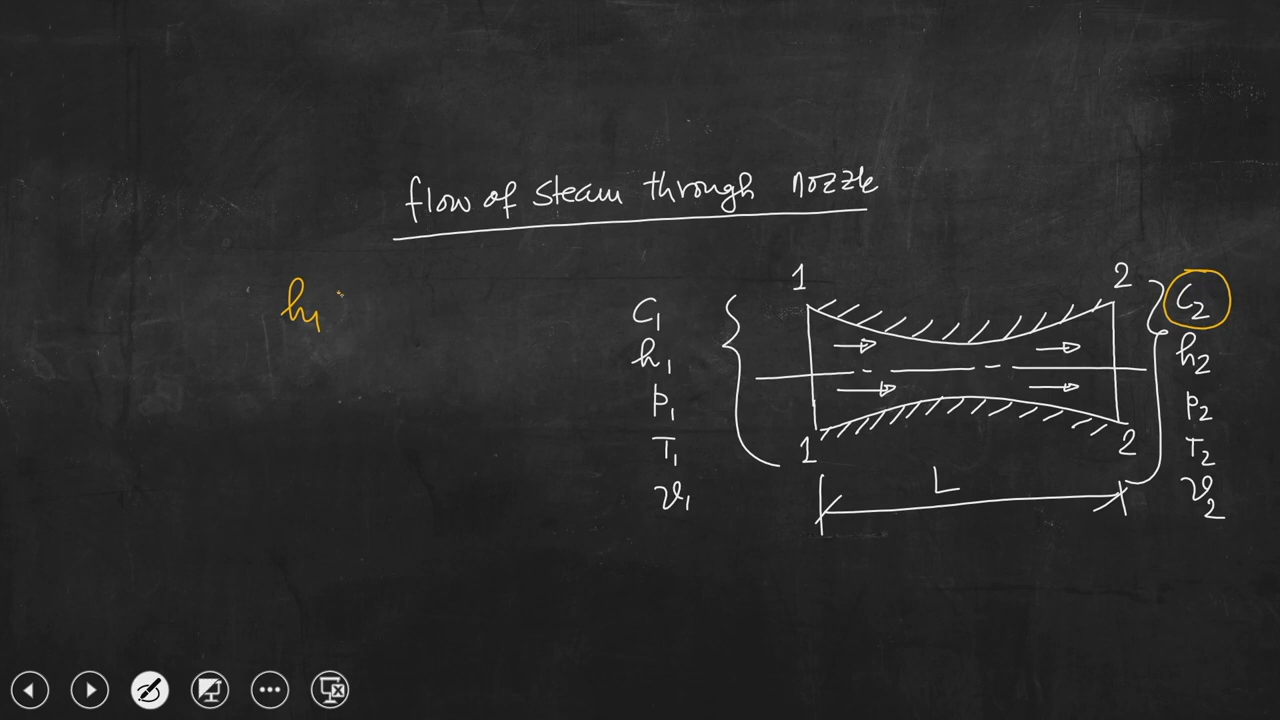 flow of steam through nozzle
1 2
h1
C1 C2
h1 h2
p1 p2
T1 T2
v1 v2
1 2
L